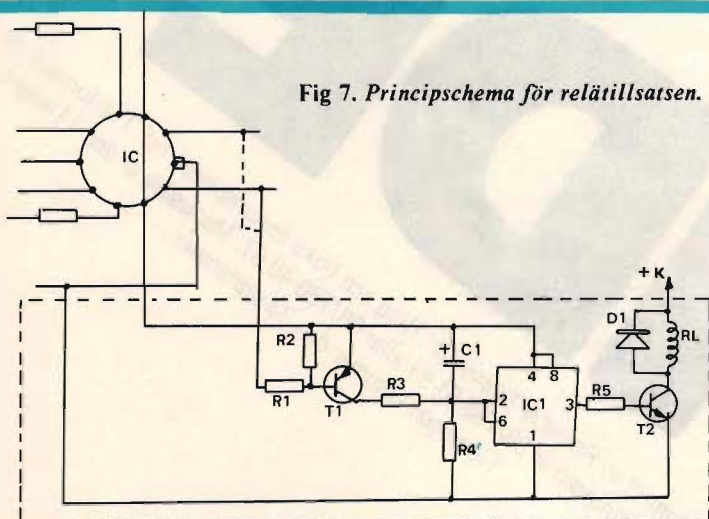 Fig 7. Principschema för relätillsatsen.
IC
+ K
D1
RL
R2
+ C1
R1
T1
R3
R4
2
6
4 8
IC1
3
1
R5
T2